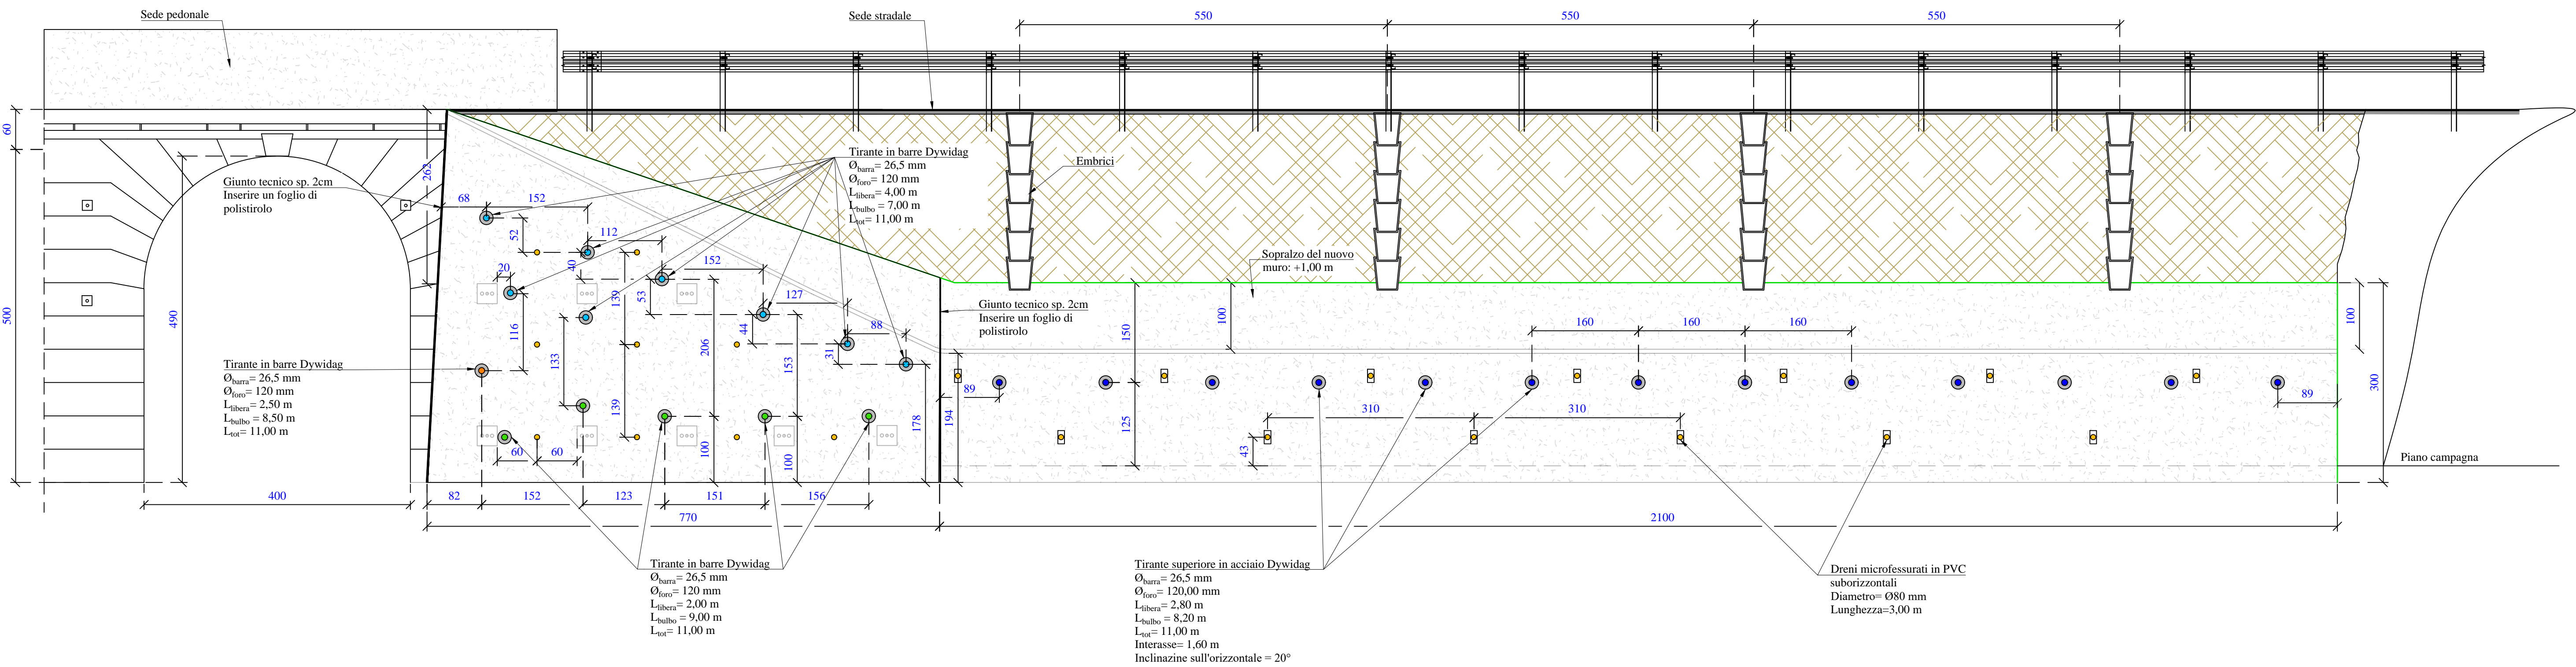 Sede pedonale
Sede stradale
550
550
550
60
500
490
400
262
Giunto tecnico sp. 2cm
Inserire un foglio di
polistirolo
68
152
52
112
152
127
88
20
40
139
53
44
31
116
133
139
206
153
100
100
178
194
60
60
Tirante in barre Dywidag
Øbarra= 26,5 mm
Øforo= 120 mm
Llibera= 4,00 m
Lbulbo = 7,00 m
Ltot= 11,00 m
Embrici
Sopralzo del nuovo
muro: +1,00 m
Giunto tecnico sp. 2cm
Inserire un foglio di
polistirolo
Tirante in barre Dywidag
Øbarra= 26,5 mm
Øforo= 120 mm
Llibera= 2,50 m
Lbulbo = 8,50 m
Ltot= 11,00 m
89
150
125
100
160
160
160
310
310
43
89
100
300
Piano campagna
82
152
123
151
156
770
2100
Tirante in barre Dywidag
Øbarra= 26,5 mm
Øforo= 120 mm
Llibera= 2,00 m
Lbulbo = 9,00 m
Ltot= 11,00 m
Tirante superiore in acciaio Dywidag
Øbarra= 26,5 mm
Øforo= 120,00 mm
Llibera= 2,80 m
Lbulbo = 8,20 m
Ltot= 11,00 m
Interasse= 1,60 m
Inclinazine sull'orizzontale = 20°
Dreni microfessurati in PVC
suborizzontali
Diametro= Ø80 mm
Lunghezza=3,00 m